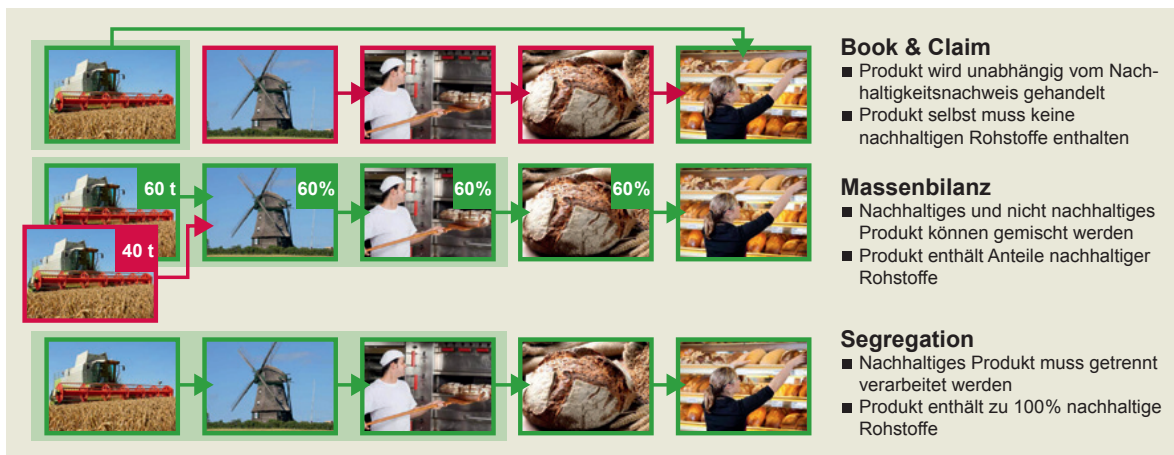 Book & Claim
■ Produkt wird unabhängig vom Nach-
haltigkeitsnachweis gehandelt
■ Produkt selbst muss keine
nachhaltigen Rohstoffe enthalten
60 t
60%
60%
60%
40 t
Massenbilanz
■ Nachhaltiges und nicht nachhaltiges
Produkt können gemischt werden
■ Produkt enthält Anteile nachhaltiger
Rohstoffe
Segregation
■ Nachhaltiges Produkt muss getrennt
verarbeitet werden
■ Produkt enthält zu 100% nachhaltige
Rohstoffe